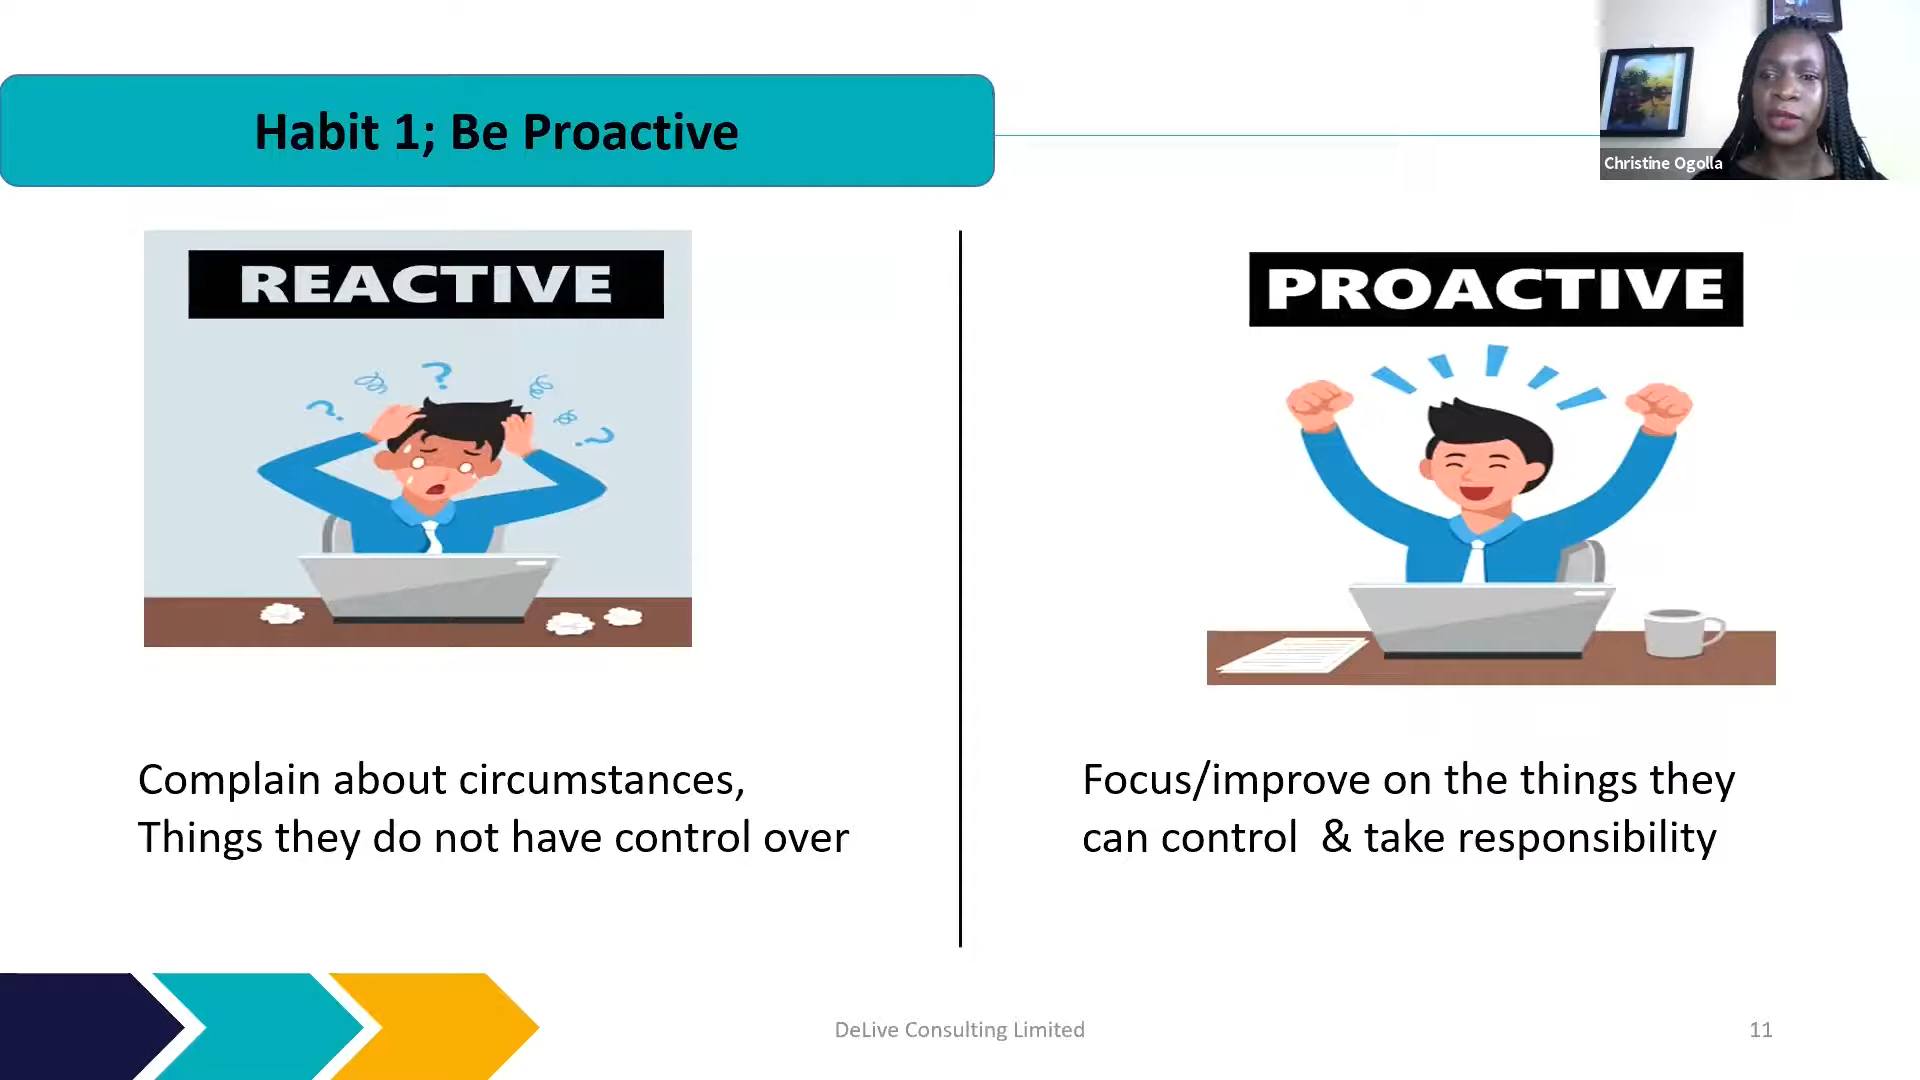 Habit 1; Be Proactive
Christine Ogolla
REACTIVE
? ? ?
Complain about circumstances,
Things they do not have control over
PROACTIVE
Focus/improve on the things they
can control & take responsibility
DeLive Consulting Limited
11